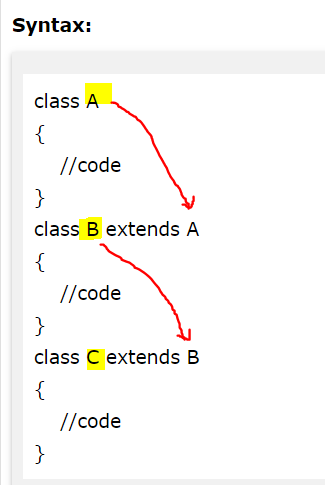 Syntax:
class A
{
//code
}
class B extends A
{
//code
}
class C extends B
{
//code
}